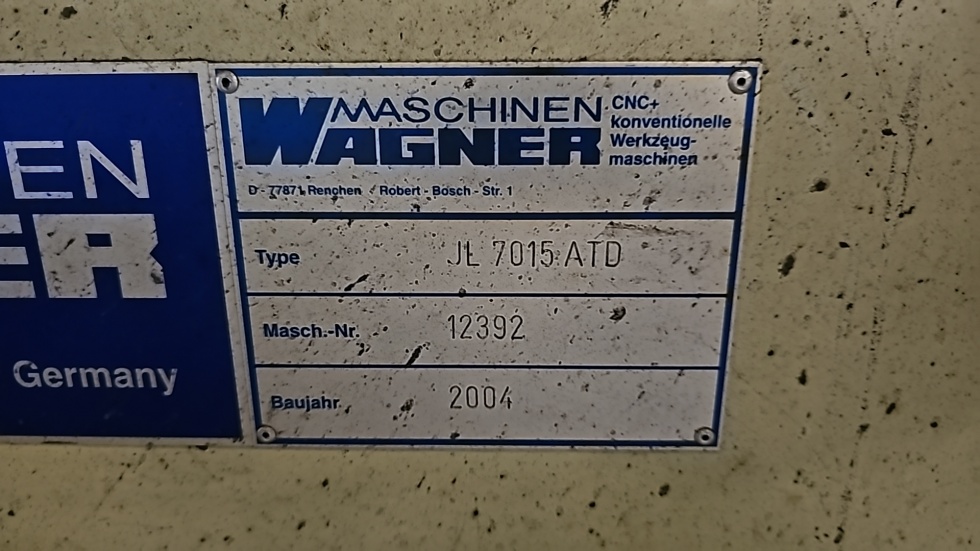 EN
ER
Germany
MASCHINEN
WAGNER
CNC+
konventionelle
Werkzeug-
maschinen
D - 77871 Renchen Robert - Bosch - Str. 1
Type JL 7015 ATD
Masch.-Nr. 12392
Baujahr 2004